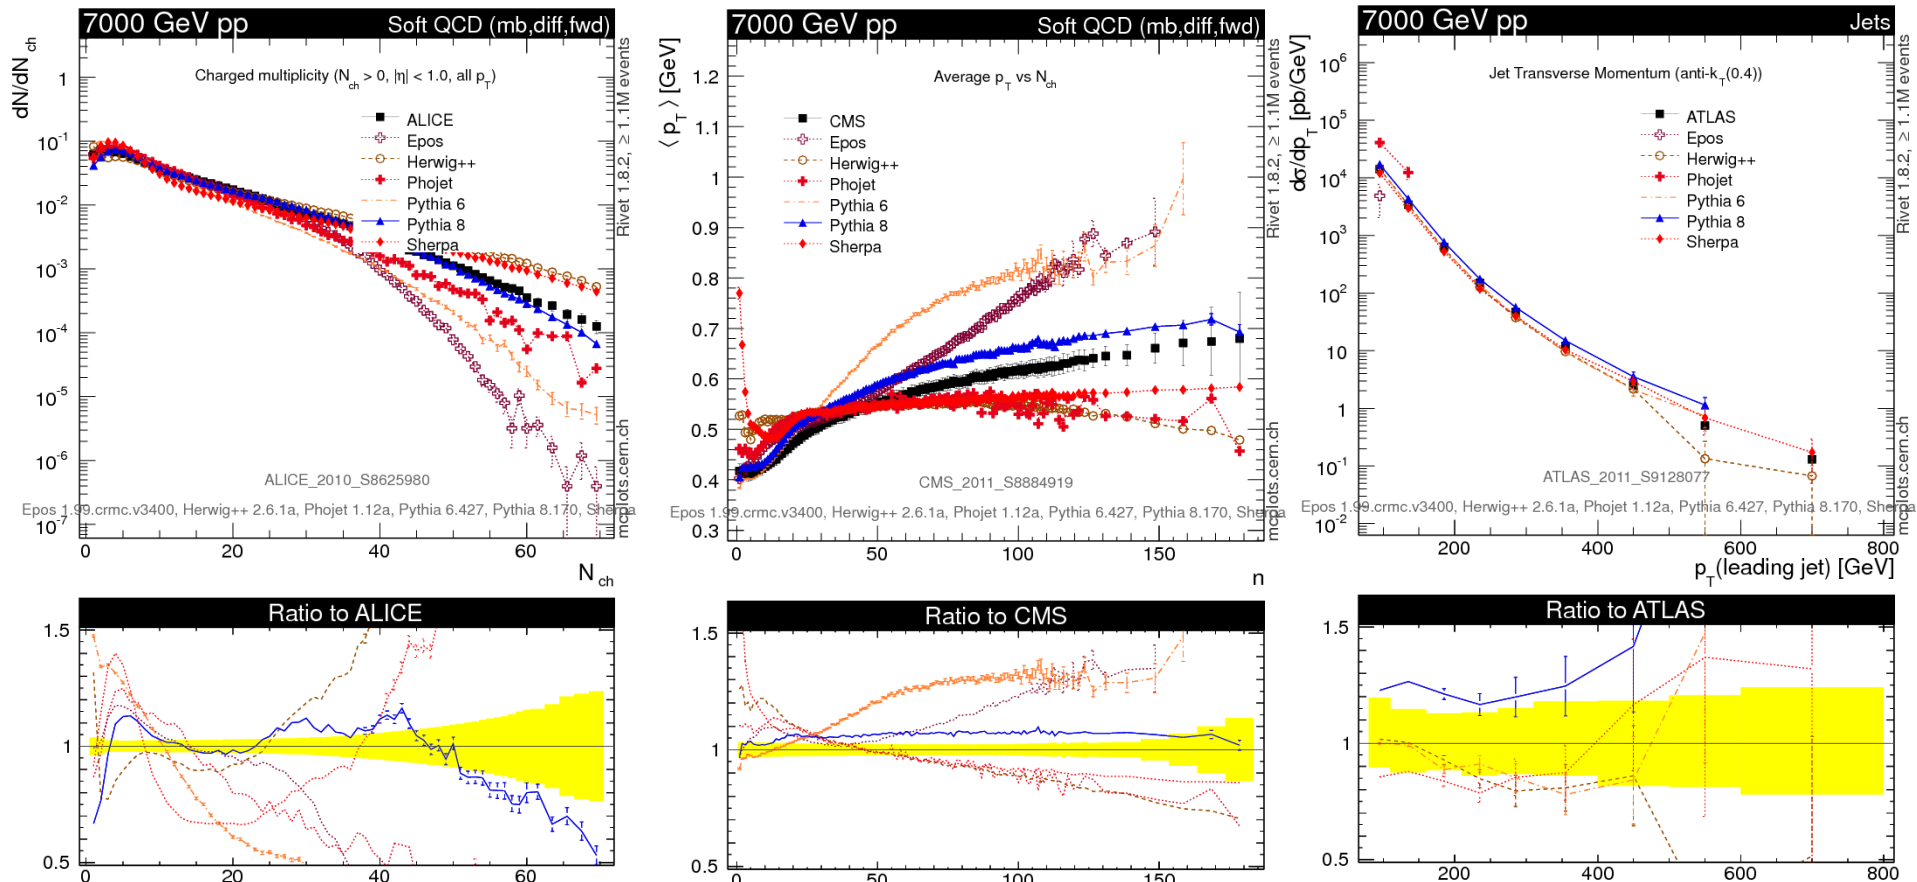 7000 GeV pp Soft QCD (mb,diff,fwd)
dN/dN_ch
Charged multiplicity (N_ch > 0, |η| < 1.0, all p_T)
ALICE
Epos
Herwig++
Phojet
Pythia 6
Pythia 8
Sherpa
1
10^-1
10^-2
10^-3
10^-4
10^-5
10^-6
10^-7
ALICE_2010_S8625980
Epos 1.99.crmc.v3400, Herwig++ 2.6.1a, Phojet 1.12a, Pythia 6.427, Pythia 8.170, Sherpa
0 20 40 60
N_ch
Rivet 1.8.2, ≥ 1.1M events
mcplots.cern.ch
Ratio to ALICE
1.5
1
0.5
0 20 40 60
7000 GeV pp Soft QCD (mb,diff,fwd)
⟨ p_T ⟩ [GeV]
Average p_T vs N_ch
CMS
Epos
Herwig++
Phojet
Pythia 6
Pythia 8
Sherpa
1.2
1.1
1
0.9
0.8
0.7
0.6
0.5
0.4
0.3
CMS_2011_S8884919
Epos 1.99.crmc.v3400, Herwig++ 2.6.1a, Phojet 1.12a, Pythia 6.427, Pythia 8.170, Sherpa
0 50 100 150
n
Rivet 1.8.2, ≥ 1.1M events
mcplots.cern.ch
Ratio to CMS
1.5
1
0.5
0 50 100 150
7000 GeV pp Jets
dσ/dp_T [pb/GeV]
Jet Transverse Momentum (anti-k_T(0.4))
ATLAS
Epos
Herwig++
Phojet
Pythia 6
Pythia 8
Sherpa
10^6
10^5
10^4
10^3
10^2
10
1
10^-1
10^-2
ATLAS_2011_S9128077
Epos 1.99.crmc.v3400, Herwig++ 2.6.1a, Phojet 1.12a, Pythia 6.427, Pythia 8.170, Sherpa
200 400 600 800
p_T(leading jet) [GeV]
Rivet 1.8.2, ≥ 1.1M events
mcplots.cern.ch
Ratio to ATLAS
1.5
1
0.5
200 400 600 800